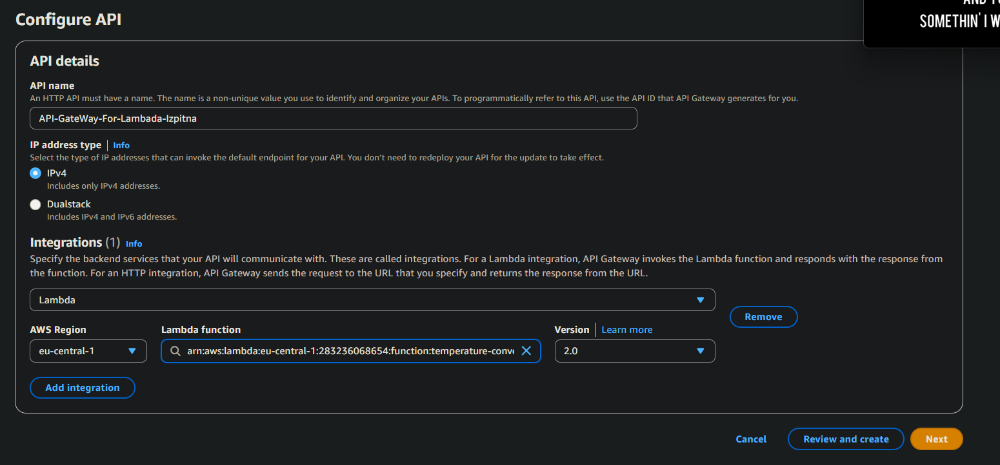 Configure API
SOMETHIN' I
API details
API name
An HTTP API must have a name. The name is a non-unique value you use to identify and organize your APIs. To programmatically refer to this API, use the API ID that API Gateway generates for you.
API-GateWay-For-Lambada-Izpitna
IP address type Info
Select the type of IP addresses that can invoke the default endpoint for your API. You don't need to redeploy your API for the update to take effect.
IPv4
Includes only IPv4 addresses.
Dualstack
Includes IPv4 and IPv6 addresses.
Integrations (1) Info
Specify the backend services that your API will communicate with. These are called integrations. For a Lambda integration, API Gateway invokes the Lambda function and responds with the response from
the function. For an HTTP integration, API Gateway sends the request to the URL that you specify and returns the response from the URL.
Lambda
Remove
AWS Region Lambda function Version Learn more
eu-central-1 arn:aws:lambda:eu-central-1:283236068654:function:temperature-conv 2.0
Add integration
Cancel Review and create Next